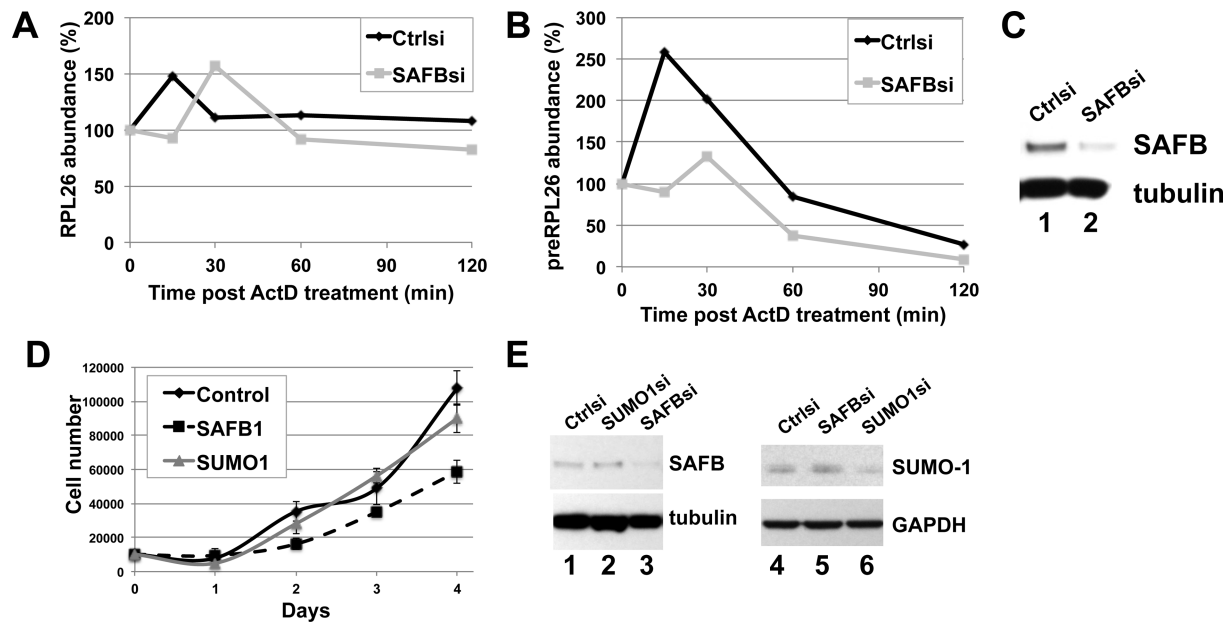 A
RPL26 abundance (%)
200
150
100
50
0
0 30 60 90 120
Time post ActD treatment (min)
Ctrlsi
SAFBsi
B
preRPL26 abundance (%)
300
250
200
150
100
50
0
0 30 60 90 120
Time post ActD treatment (min)
Ctrlsi
SAFBsi
C
Ctrlsi SAFBsi
SAFB
tubulin
1 2
D
Cell number
120000
100000
80000
60000
40000
20000
0
0 1 2 3 4
Days
Control
SAFB1
SUMO1
E
Ctrlsi SUMO1si SAFBsi
SAFB
tubulin
1 2 3
Ctrlsi SAFBsi SUMO1si
SUMO-1
GAPDH
4 5 6